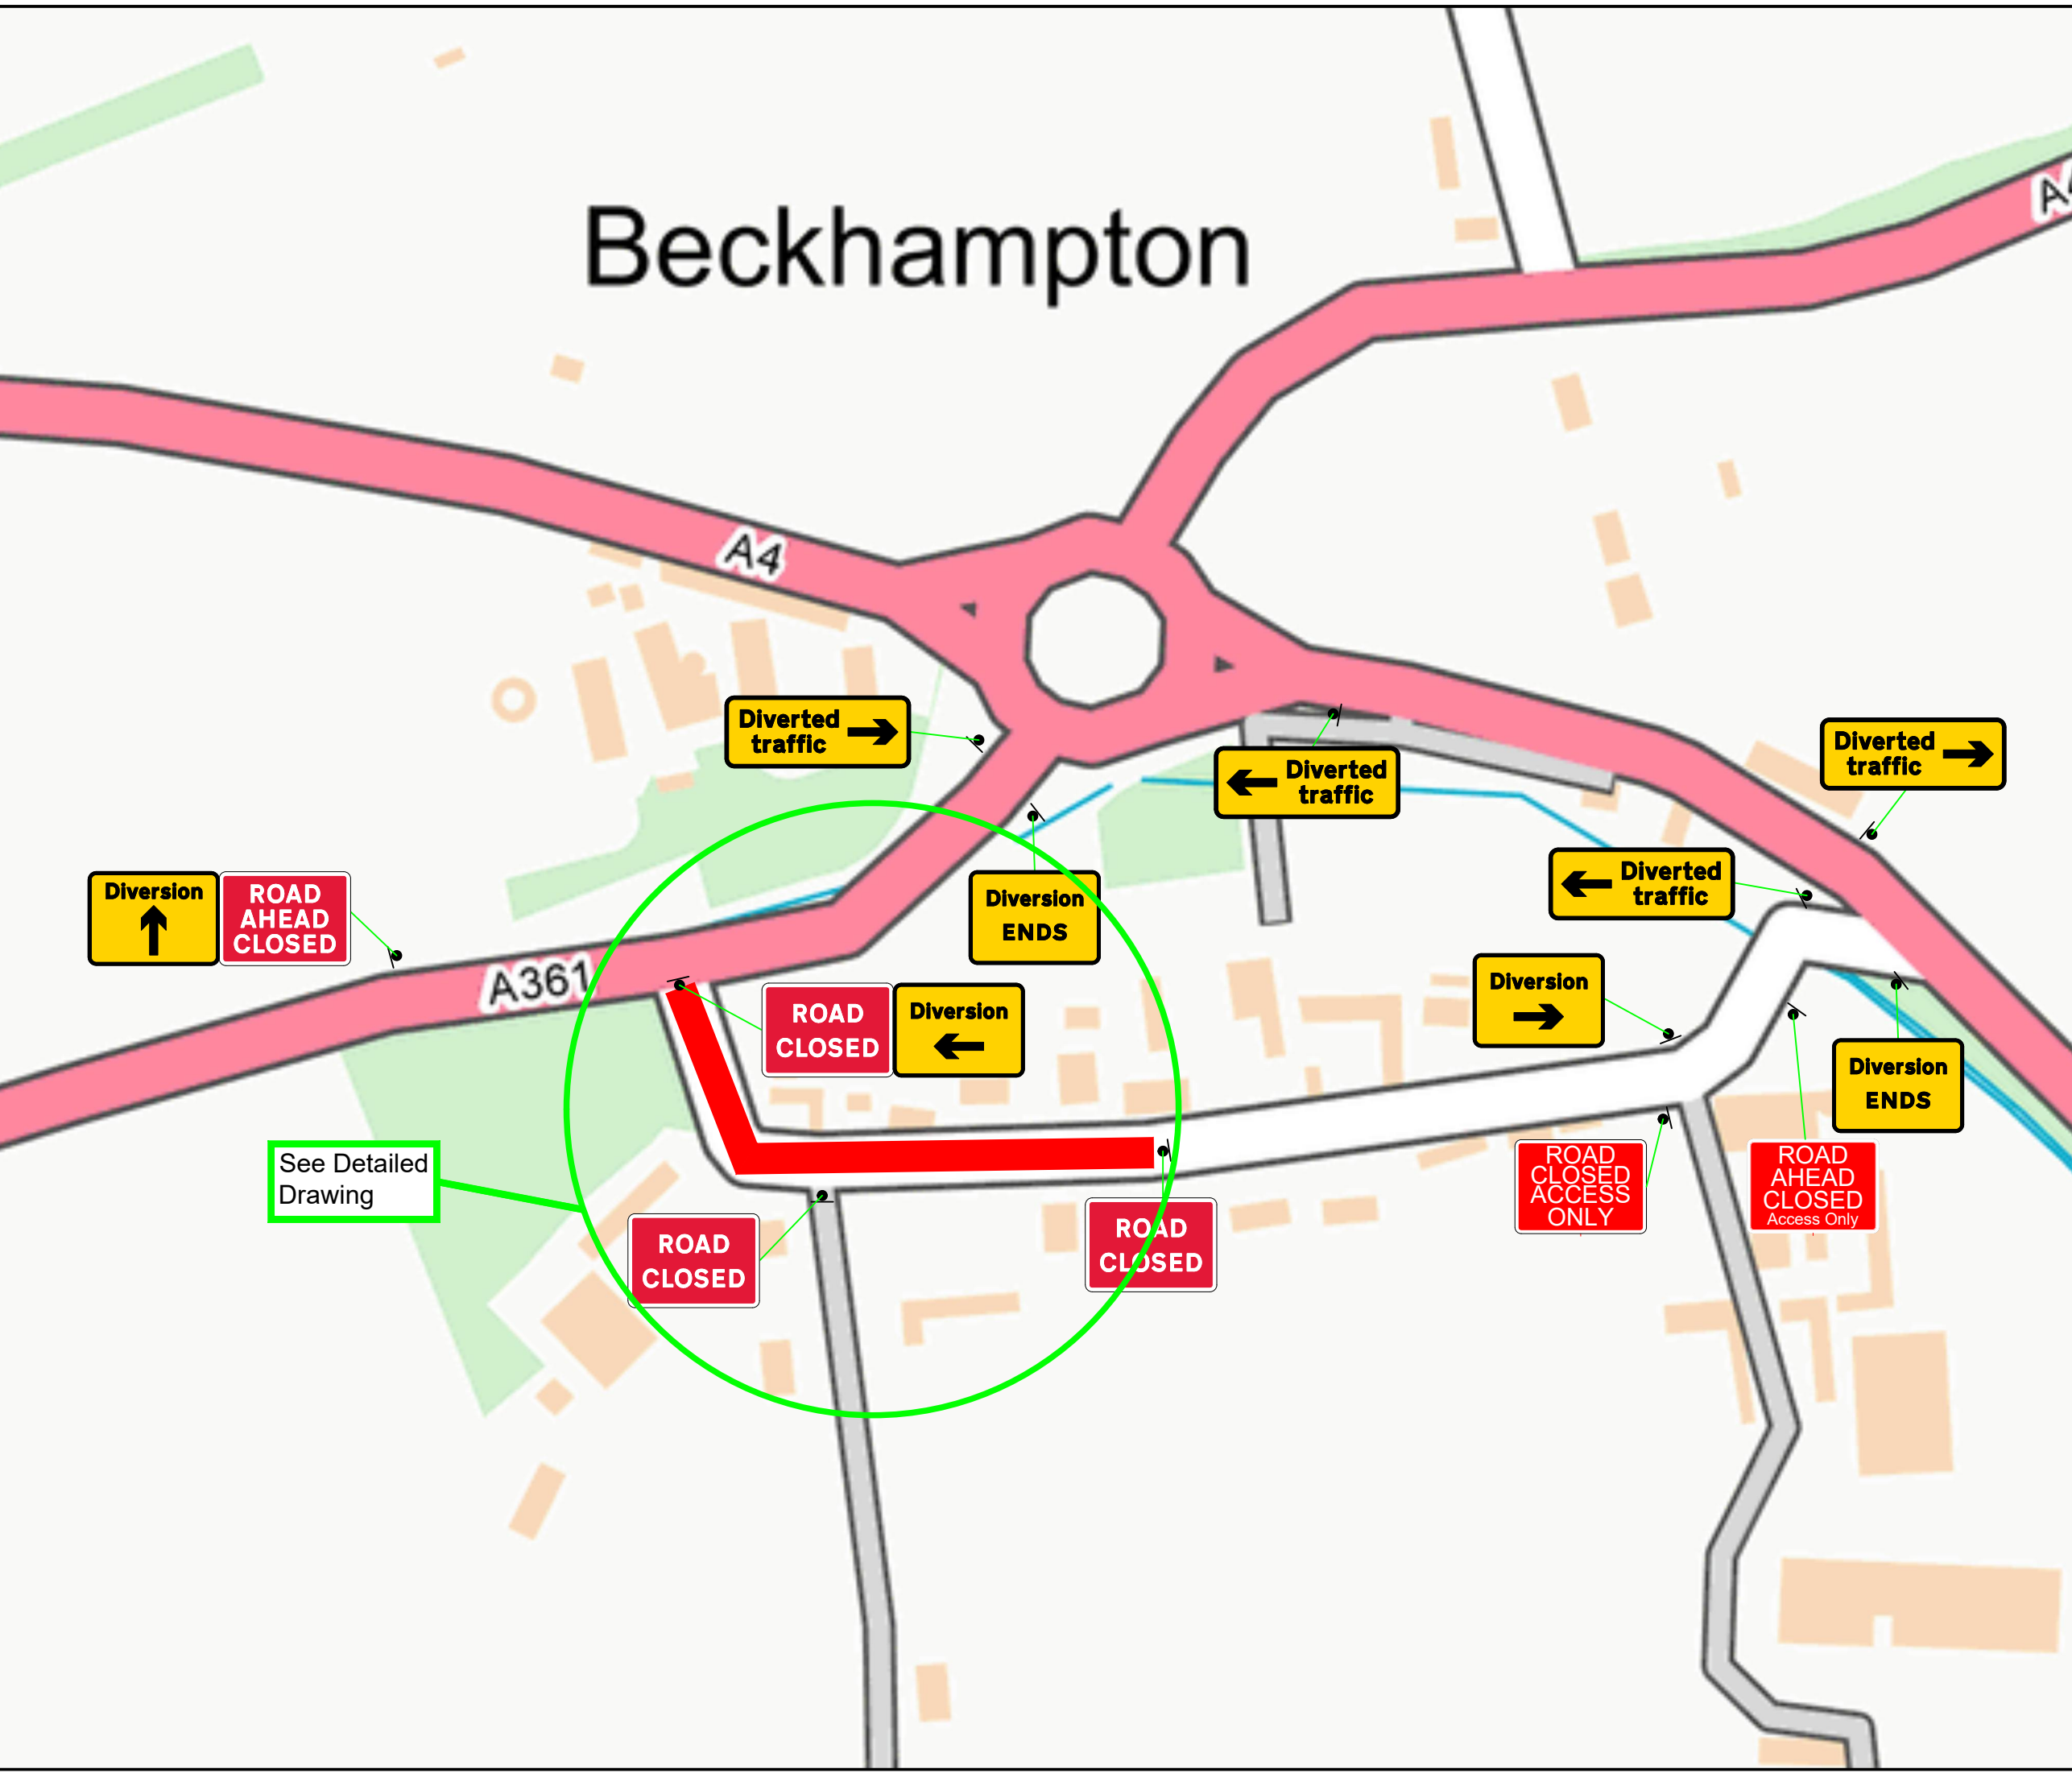 A4
Beckhampton
A4
Diverted
traffic
Diverted
traffic
Diverted
traffic
Diverted
traffic
Diversion
ROAD
AHEAD
CLOSED
Diversion
ENDS
A361
Diversion
ROAD
CLOSED
Diversion
Diversion
ENDS
See Detailed
Drawing
ROAD
CLOSED
ROAD
CLOSED
ROAD
CLOSED
ACCESS
ONLY
ROAD
AHEAD
CLOSED
Access Only